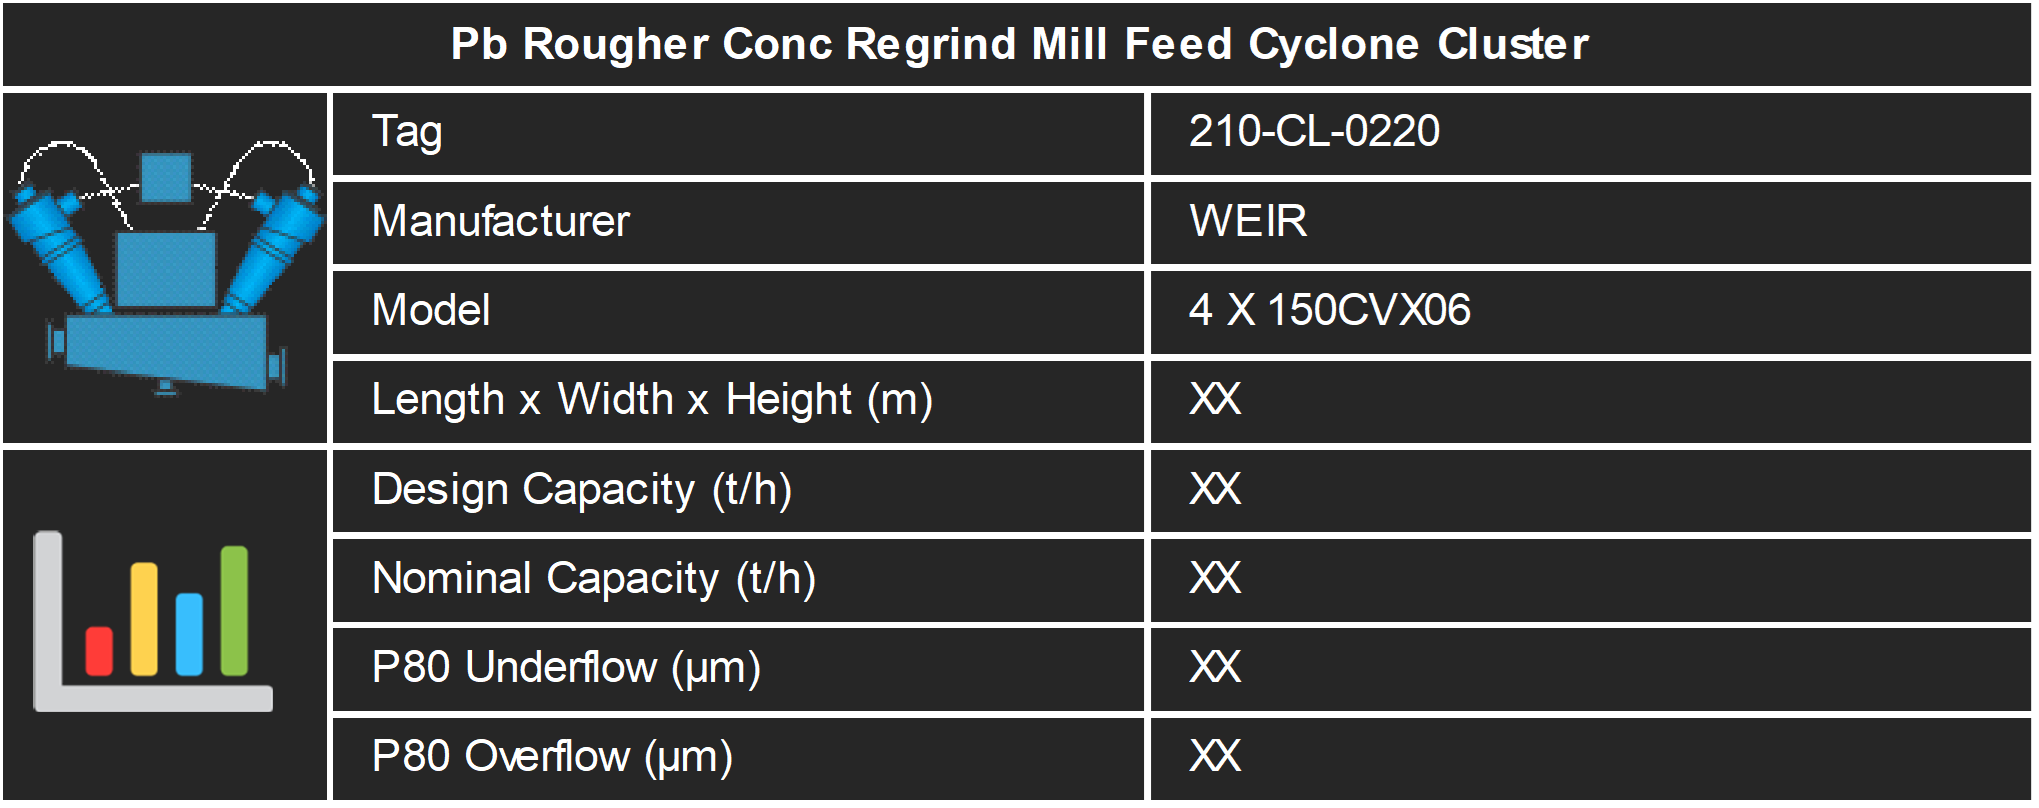 Pb Rougher Conc Regrind Mill Feed Cyclone Cluster
Tag 210-CL-0220
Manufacturer WEIR
Model 4 X 150CVX06
Length x Width x Height (m) XX
Design Capacity (t/h) XX
Nominal Capacity (t/h) XX
P80 Underflow (µm) XX
P80 Overflow (µm) XX